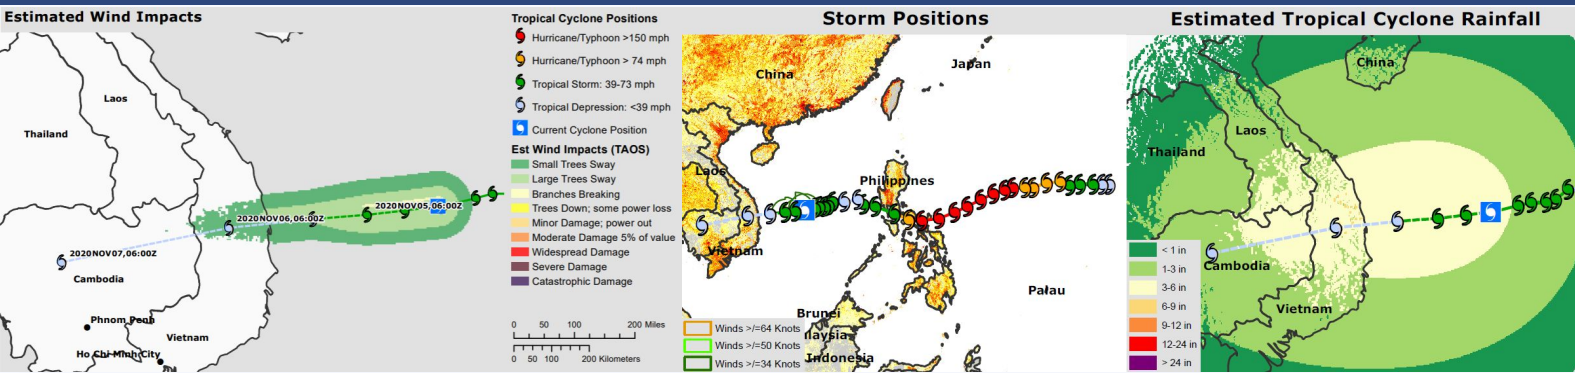 Estimated Wind Impacts
Laos
Thailand
2020NOV05,06:00Z
2020NOV06,06:00Z
2020NOV07,06:00Z
Cambodia
Phnom Penh
Vietnam
Ho Chi Minh City
Tropical Cyclone Positions
Hurricane/Typhoon >150 mph
Hurricane/Typhoon > 74 mph
Tropical Storm: 39-73 mph
Tropical Depression: <39 mph
Current Cyclone Position
Est Wind Impacts (TAOS)
Small Trees Sway
Large Trees Sway
Branches Breaking
Trees Down; some power loss
Minor Damage; power out
Moderate Damage 5% of value
Widespread Damage
Severe Damage
Catastrophic Damage
0 50 100 200 Miles
0 50 100 200 Kilometers
Storm Positions
Japan
China
Laos
Philippines
Vietnam
Palau
Brunei
laysia
Indonesia
Winds >/=64 Knots
Winds >/=50 Knots
Winds >/=34 Knots
Estimated Tropical Cyclone Rainfall
China
Laos
Thailand
Cambodia
Vietnam
< 1 in
1-3 in
3-6 in
6-9 in
9-12 in
12-24 in
> 24 in